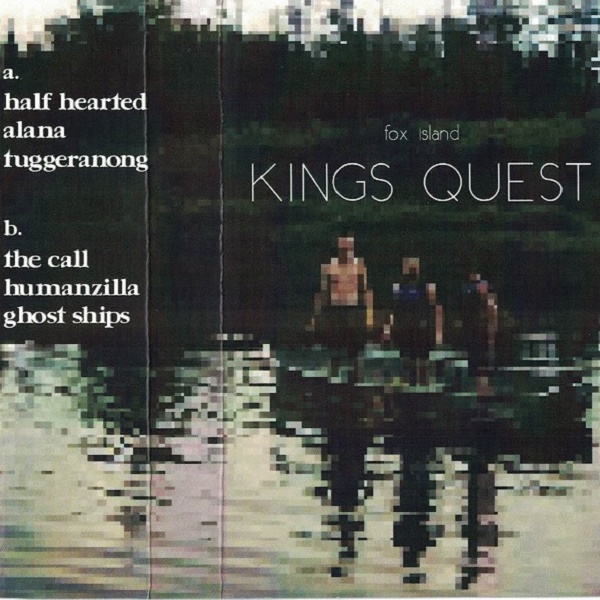 a.
half hearted
alana
tuggeranong
b.
the call
humanzilla
ghost ships
fox island
KINGS QUEST